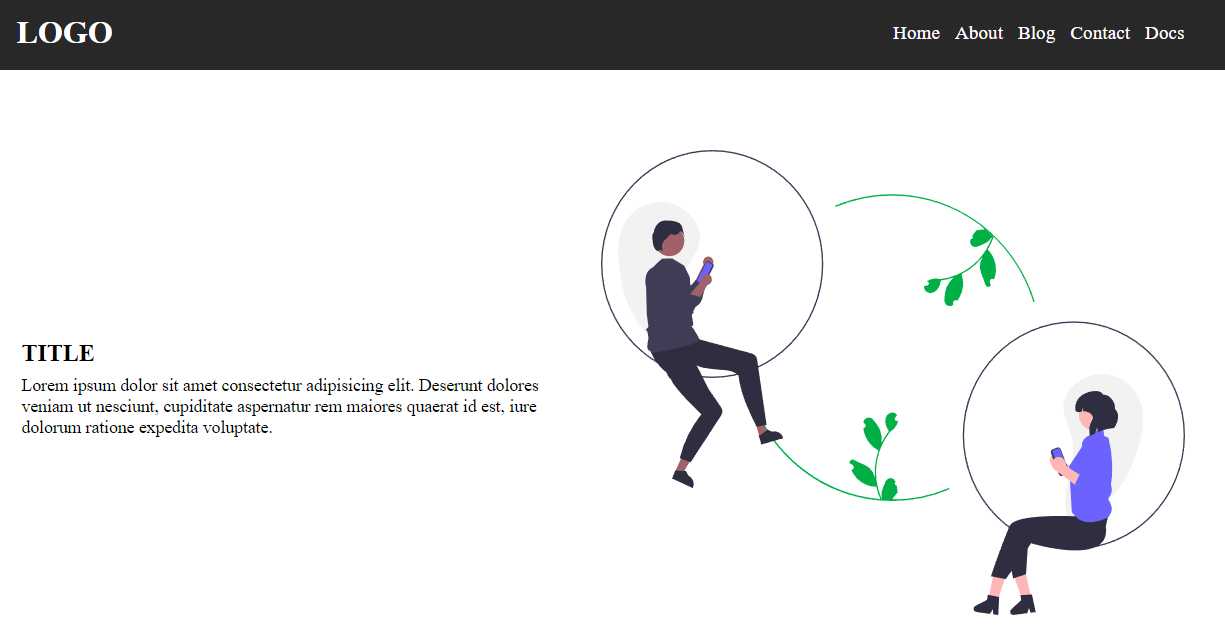 LOGO
Home About Blog Contact Docs
TITLE
Lorem ipsum dolor sit amet consectetur adipisicing elit. Deserunt dolores
veniam ut nesciunt, cupiditate aspernatur rem maiores quaerat id est, iure
dolorum ratione expedita voluptate.